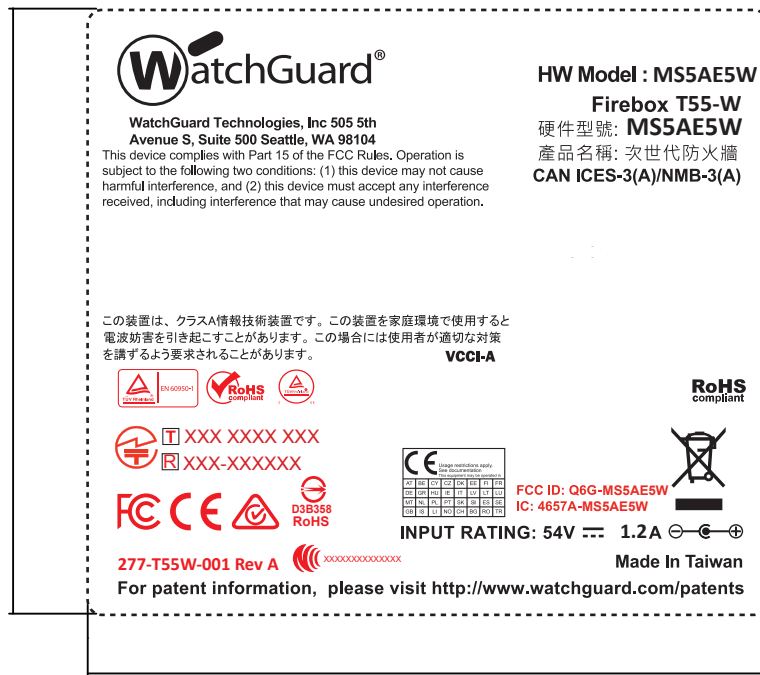 WatchGuard®
WatchGuard Technologies, Inc 505 5th
Avenue S, Suite 500 Seattle, WA 98104
This device complies with Part 15 of the FCC Rules. Operation is
subject to the following two conditions: (1) this device may not cause
harmful interference, and (2) this device must accept any interference
received, including interference that may cause undesired operation.
HW Model : MS5AE5W
Firebox T55-W
硬件型號: MS5AE5W
產品名稱: 次世代防火牆
CAN ICES-3(A)/NMB-3(A)
この装置は、クラスA情報技術装置です。この装置を家庭環境で使用すると
電波妨害を引き起こすことがあります。この場合には使用者が適切な対策
を講ずるよう要求されることがあります。
VCCI-A
TÜV Rheinland
EN 60950-1
RoHS
compliant
RoHS
compliant
T XXX XXXX XXX
R XXX-XXXXXX
FC CE
D3B358
RoHS
CE
Usage restrictions apply.
See documentation
This equipment may be operated in
AT BE CY CZ DK EE FI FR
DE GR HU IE IT LV LT LU
MT NL PL PT SK SI ES SE
GB IS LI NO CH BG RO TR
FCC ID: Q6G-MS5AE5W
IC: 4657A-MS5AE5W
INPUT RATING: 54V 1.2A
277-T55W-001 Rev A
XXXXXXXXXXXXXX
Made In Taiwan
For patent information, please visit http://www.watchguard.com/patents